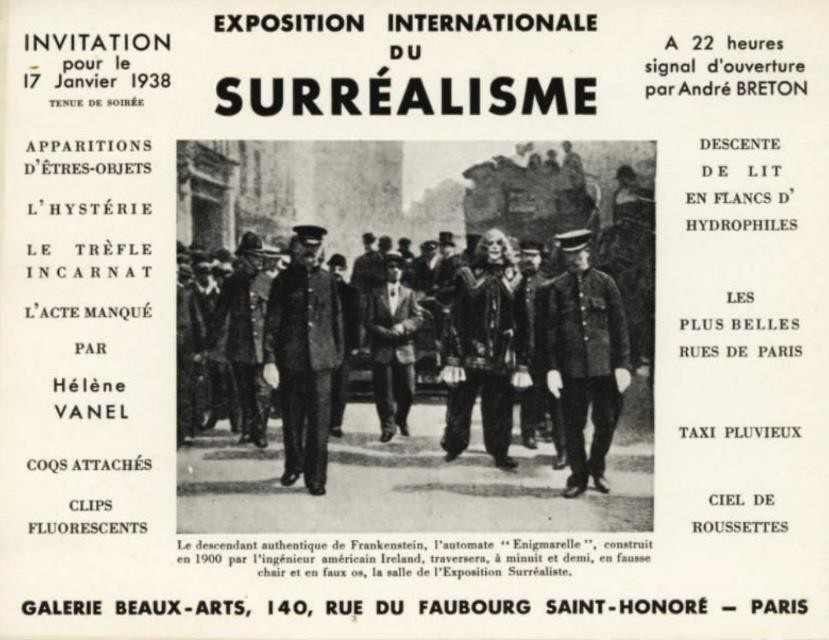 INVITATION
pour le
17 Janvier 1938
TENUE DE SOIRÉE
EXPOSITION INTERNATIONALE
DU
SURRÉALISME
A 22 heures
signal d'ouverture
par André BRETON
APPARITIONS
D'ÊTRES-OBJETS
L'HYSTÉRIE
LE TRÈFLE
INCARNAT
L'ACTE MANQUÉ
PAR
Hélène
VANEL
COQS ATTACHÉS
CLIPS
FLUORESCENTS
DESCENTE
DE LIT
EN FLANCS D'
HYDROPHILES
LES
PLUS BELLES
RUES DE PARIS
TAXI PLUVIEUX
CIEL DE
ROUSSETTES
Le descendant authentique de Frankenstein, l'automate "Enigmarelle", construit
en 1900 par l'ingénieur américain Ireland, traversera, à minuit et demi, en fausse
chair et en faux os, la salle de l'Exposition Surréaliste.
GALERIE BEAUX-ARTS, 140, RUE DU FAUBOURG SAINT-HONORÉ — PARIS